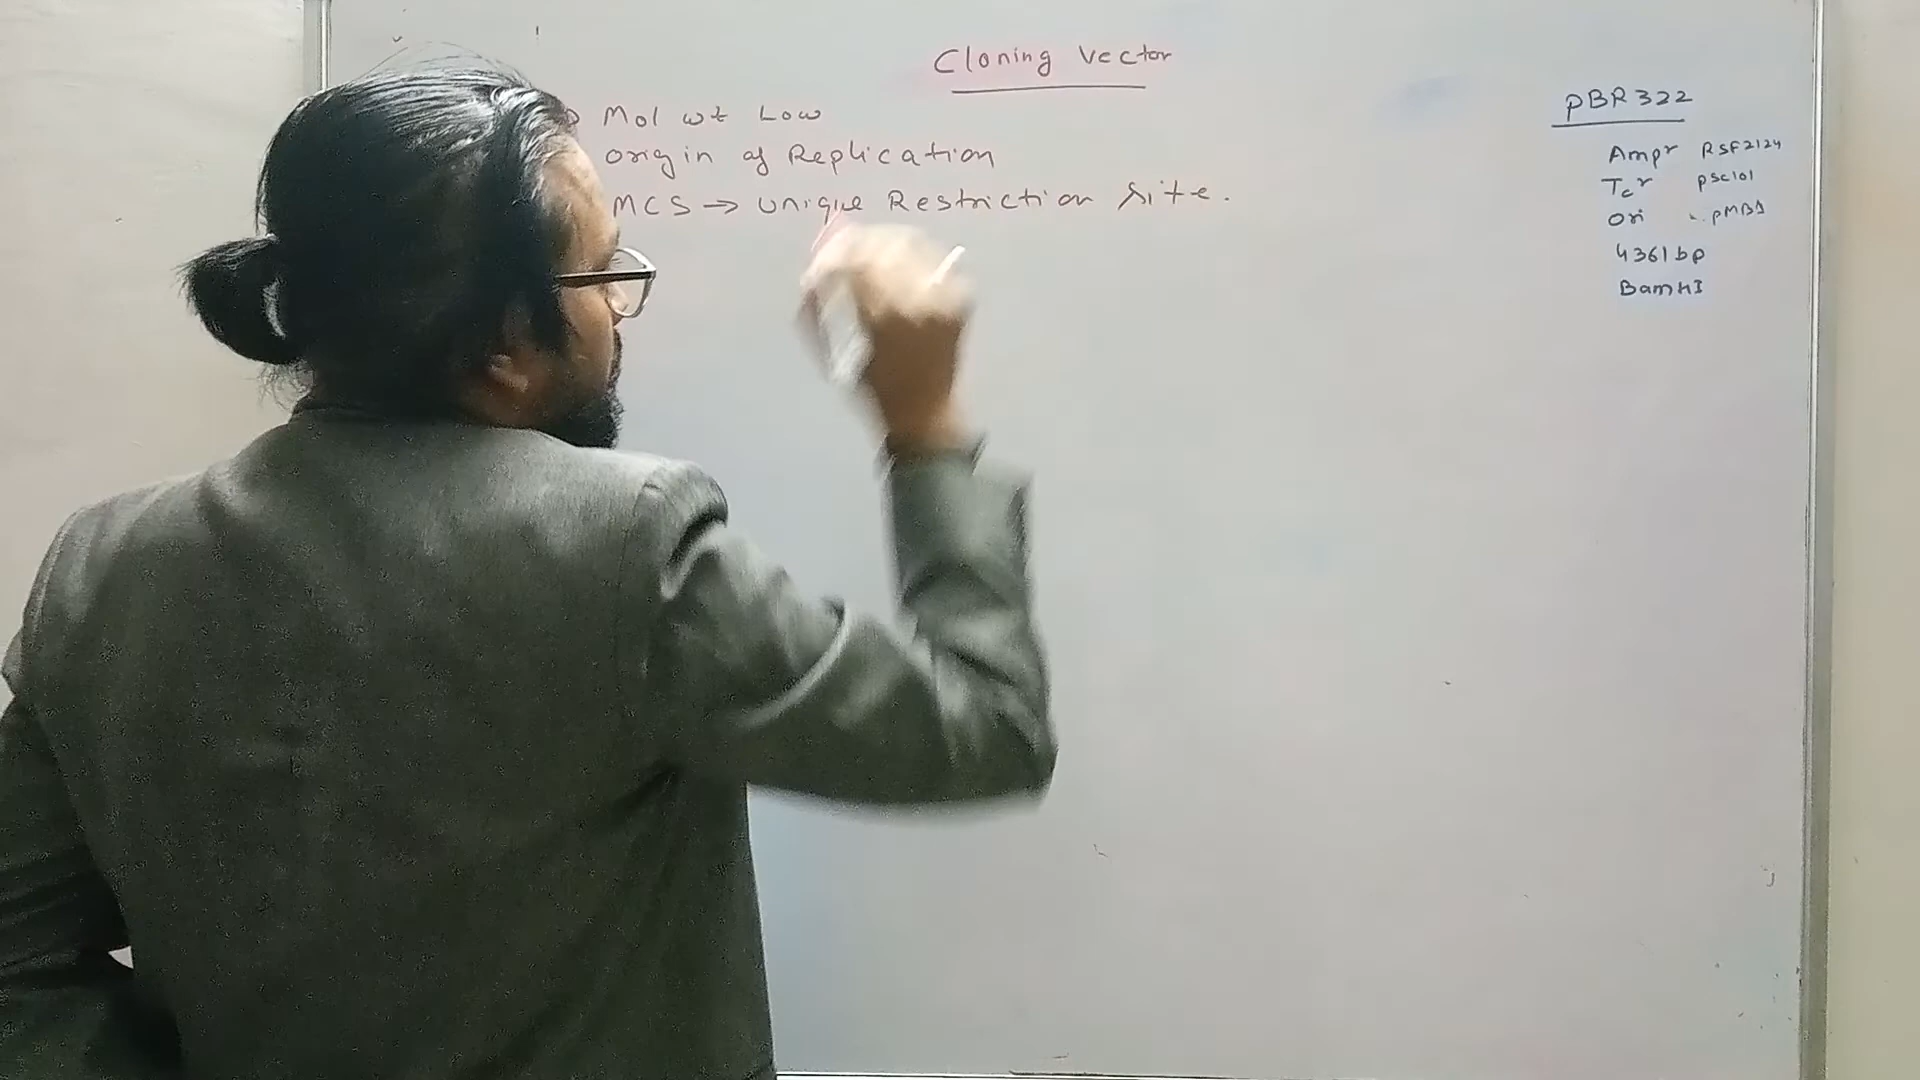 Cloning Vector
Mol wt Low
origin of Replication
MCS → Unique Restriction site.
pBR322
Ampr RSF2124
Tcr pSC101
ori pMB1
4361bp
BamHI